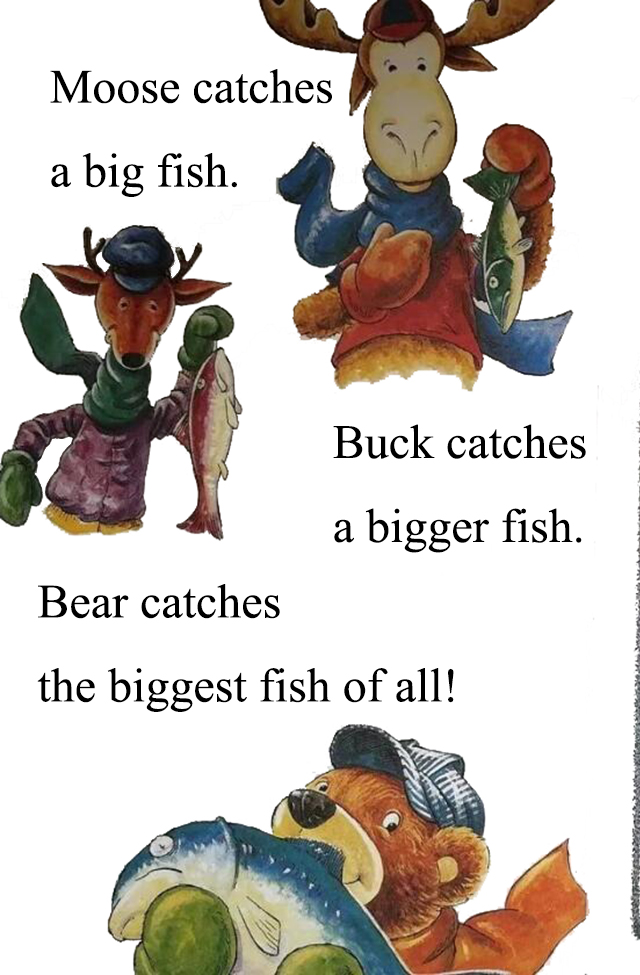 Moose catches
a big fish.
Buck catches
a bigger fish.
Bear catches
the biggest fish of all!